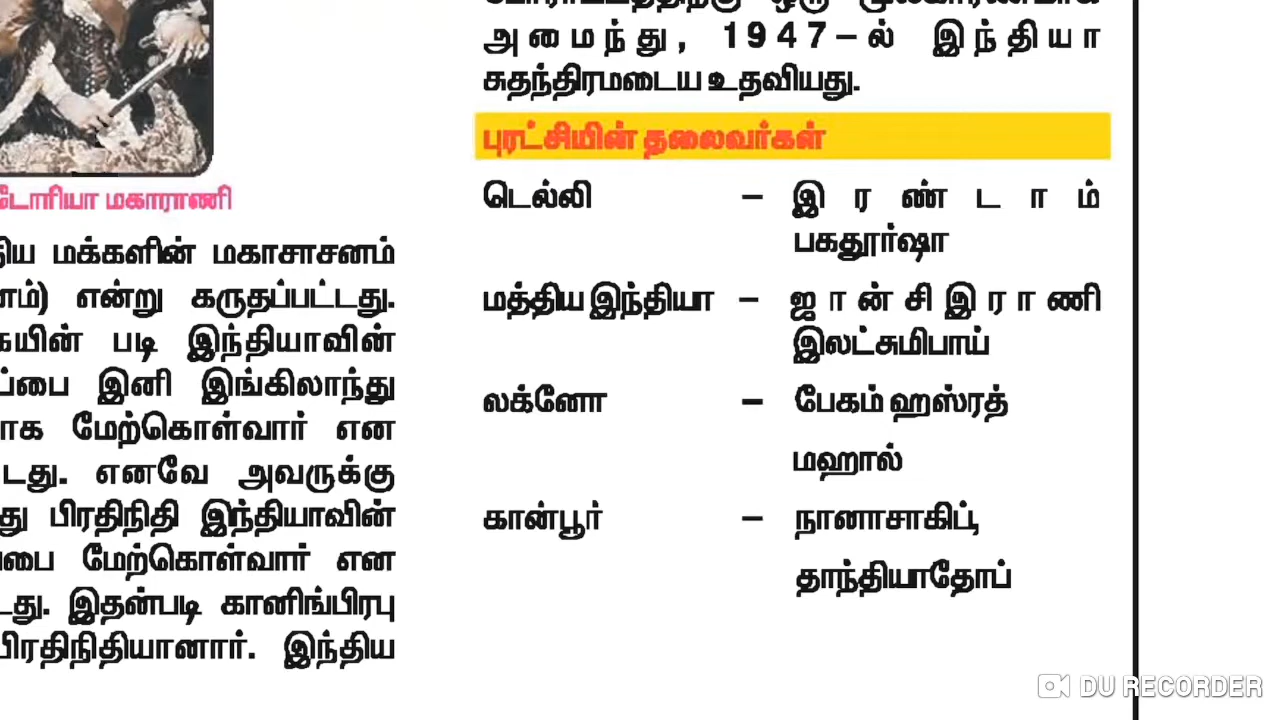 மகாராணி
மக்களின் மகாசாசனம்
என்று கருதப்பட்டது.
படி இந்தியாவின்
இனி இங்கிலாந்து
மேற்கொள்வார் என
எனவே அவருக்கு
பிரதிநிதி இந்தியாவின்
மேற்கொள்வார் என
இதன்படி கானிங்பிரபு
பிரதிநிதியானார். இந்திய
அமைந்து, 1947–ல் இந்தியா
சுதந்திரமடைய உதவியது.
புரட்சியின் தலைவர்கள்
டெல்லி – இரண்டாம்
பகதூர்ஷா
மத்திய இந்தியா – ஜான்சி இராணி
இலட்சுமிபாய்
லக்னோ – பேகம் ஹஸ்ரத்
மஹால்
கான்பூர் – நானாசாகிப்,
தாந்தியாதோப்
DU RECORDER